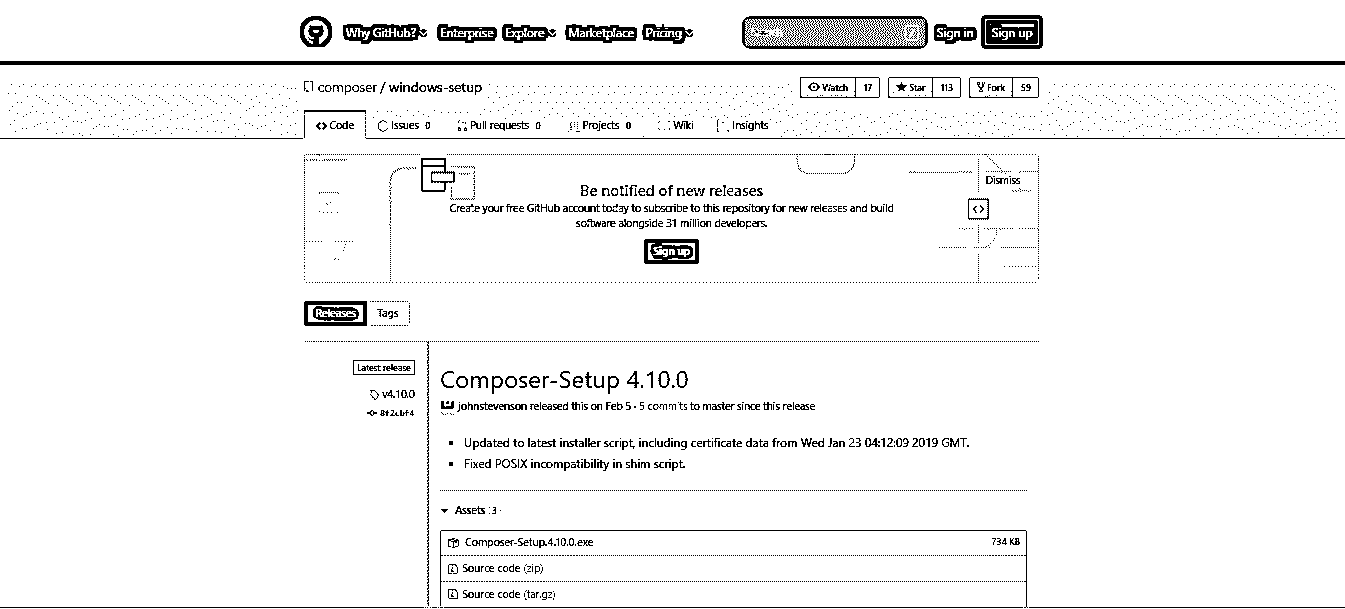 Why GitHub? Enterprise Explore Marketplace Pricing Sign in Sign up
composer / windows-setup Watch 17 Star 113 Fork 59
Code Issues 0 Pull requests 0 Projects 0 Wiki Insights
Dismiss
Be notified of new releases
Create your free GitHub account today to subscribe to this repository for new releases and build
software alongside 31 million developers.
Sign up
Releases Tags
Latest release
v4.10.0
8f2cbf4
Composer-Setup 4.10.0
johnstevenson released this on Feb 5 · 5 commits to master since this release
▪ Updated to latest installer script, including certificate data from Wed Jan 23 04:12:09 2019 GMT.
▪ Fixed POSIX incompatibility in shim script.
Assets 3
Composer-Setup.4.10.0.exe 734 KB
Source code (zip)
Source code (tar.gz)